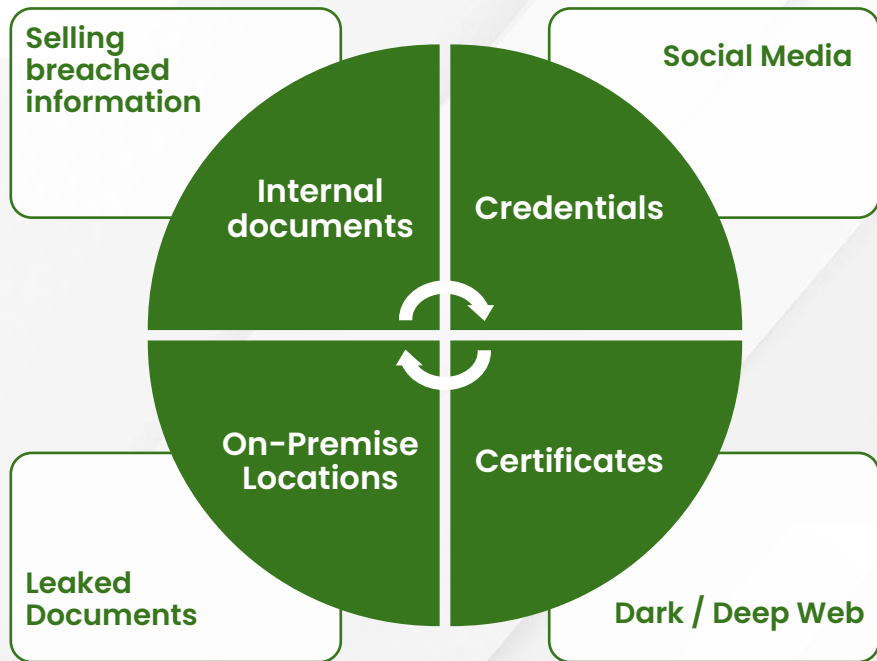 Selling
breached
information
Social Media
Internal
documents
Credentials
On-Premise
Locations
Certificates
Leaked
Documents
Dark / Deep Web